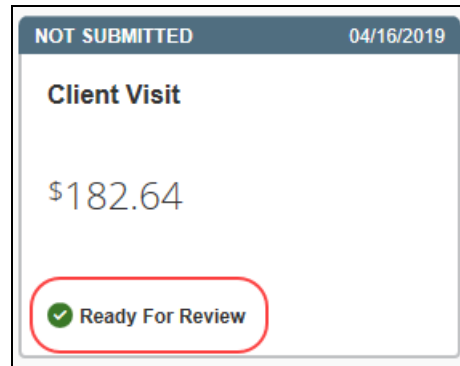 NOT SUBMITTED 04/16/2019
Client Visit
$182.64
Ready For Review